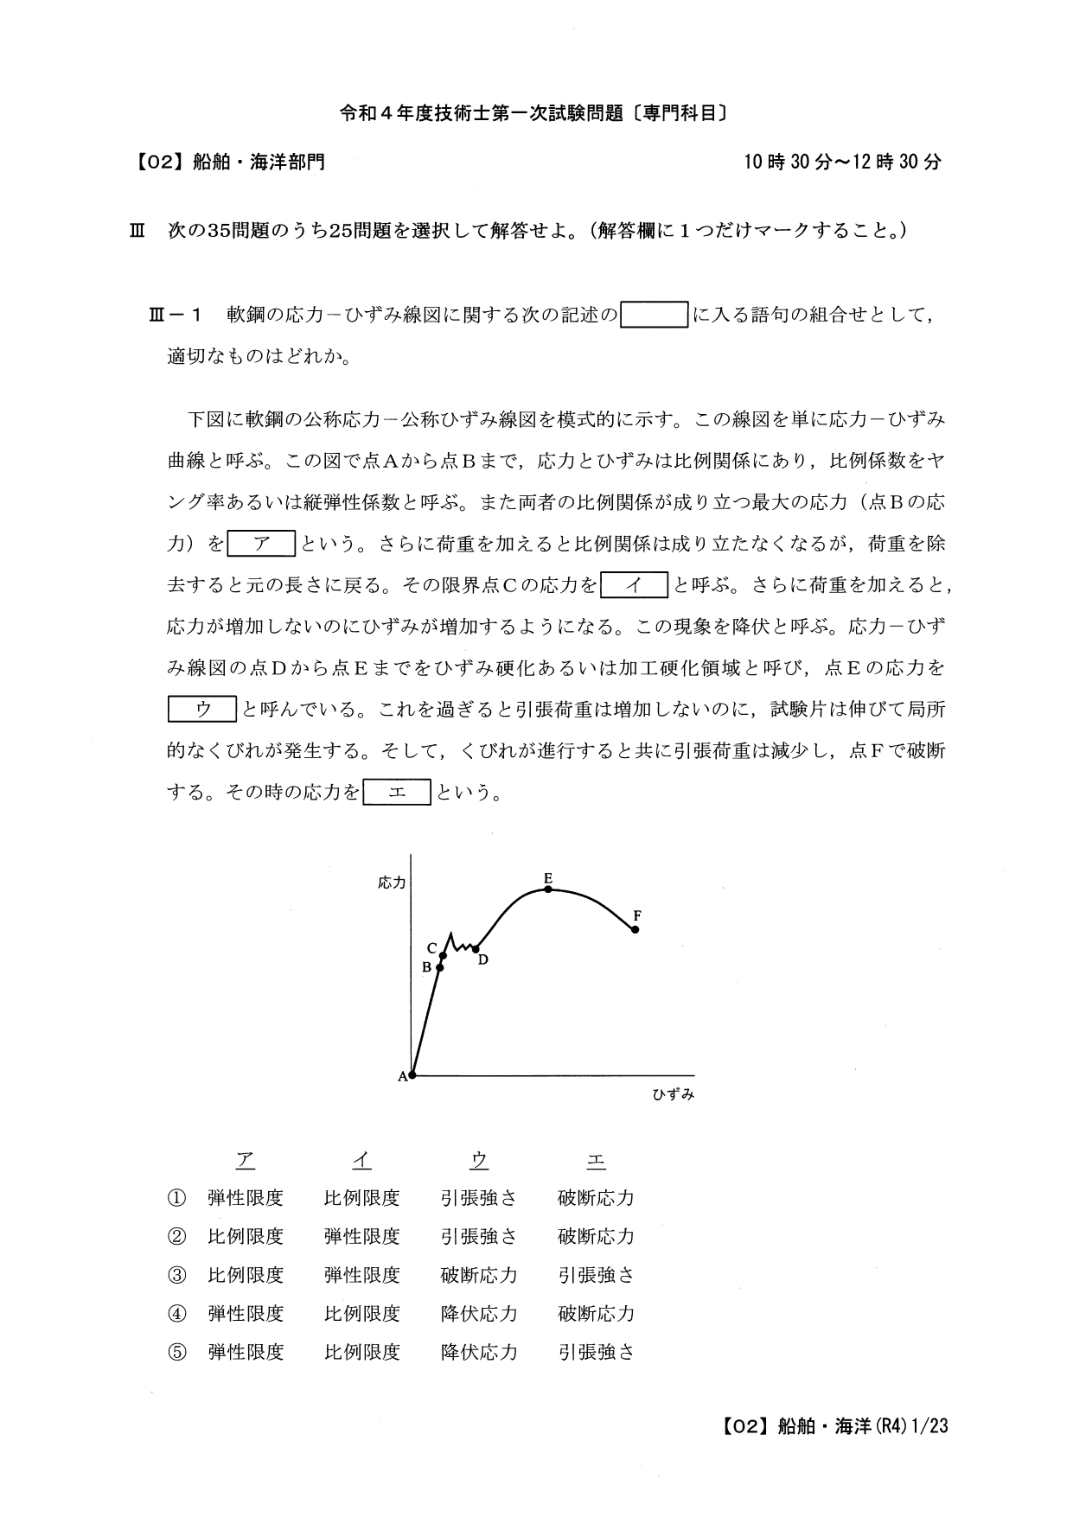 令和４年度技術士第一次試験問題〔専門科目〕
【０２】船舶・海洋部門　10時30分～12時30分
Ⅲ　次の35問題のうち25問題を選択して解答せよ。（解答欄に１つだけマークすること。）
Ⅲ－１　軟鋼の応力－ひずみ線図に関する次の記述の　　　に入る語句の組合せとして，
適切なものはどれか。
下図に軟鋼の公称応力－公称ひずみ線図を模式的に示す。この線図を単に応力－ひずみ
曲線と呼ぶ。この図で点Ａから点Ｂまで，応力とひずみは比例関係にあり，比例係数をヤ
ング率あるいは縦弾性係数と呼ぶ。また両者の比例関係が成り立つ最大の応力（点Ｂの応
力）を　ア　という。さらに荷重を加えると比例関係は成り立たなくなるが，荷重を除
去すると元の長さに戻る。その限界点Ｃの応力を　イ　と呼ぶ。さらに荷重を加えると，
応力が増加しないのにひずみが増加するようになる。この現象を降伏と呼ぶ。応力－ひず
み線図の点Ｄから点Ｅまでをひずみ硬化あるいは加工硬化領域と呼び，点Ｅの応力を
ウ　と呼んでいる。これを過ぎると引張荷重は増加しないのに，試験片は伸びて局所
的なくびれが発生する。そして，くびれが進行すると共に引張荷重は減少し，点Ｆで破断
する。その時の応力を　エ　という。
応力
E
F
C
D
B
A
ひずみ
ア　イ　ウ　エ
①　弾性限度　比例限度　引張強さ　破断応力
②　比例限度　弾性限度　引張強さ　破断応力
③　比例限度　弾性限度　破断応力　引張強さ
④　弾性限度　比例限度　降伏応力　破断応力
⑤　弾性限度　比例限度　降伏応力　引張強さ
【０２】船舶・海洋(R4) 1/23